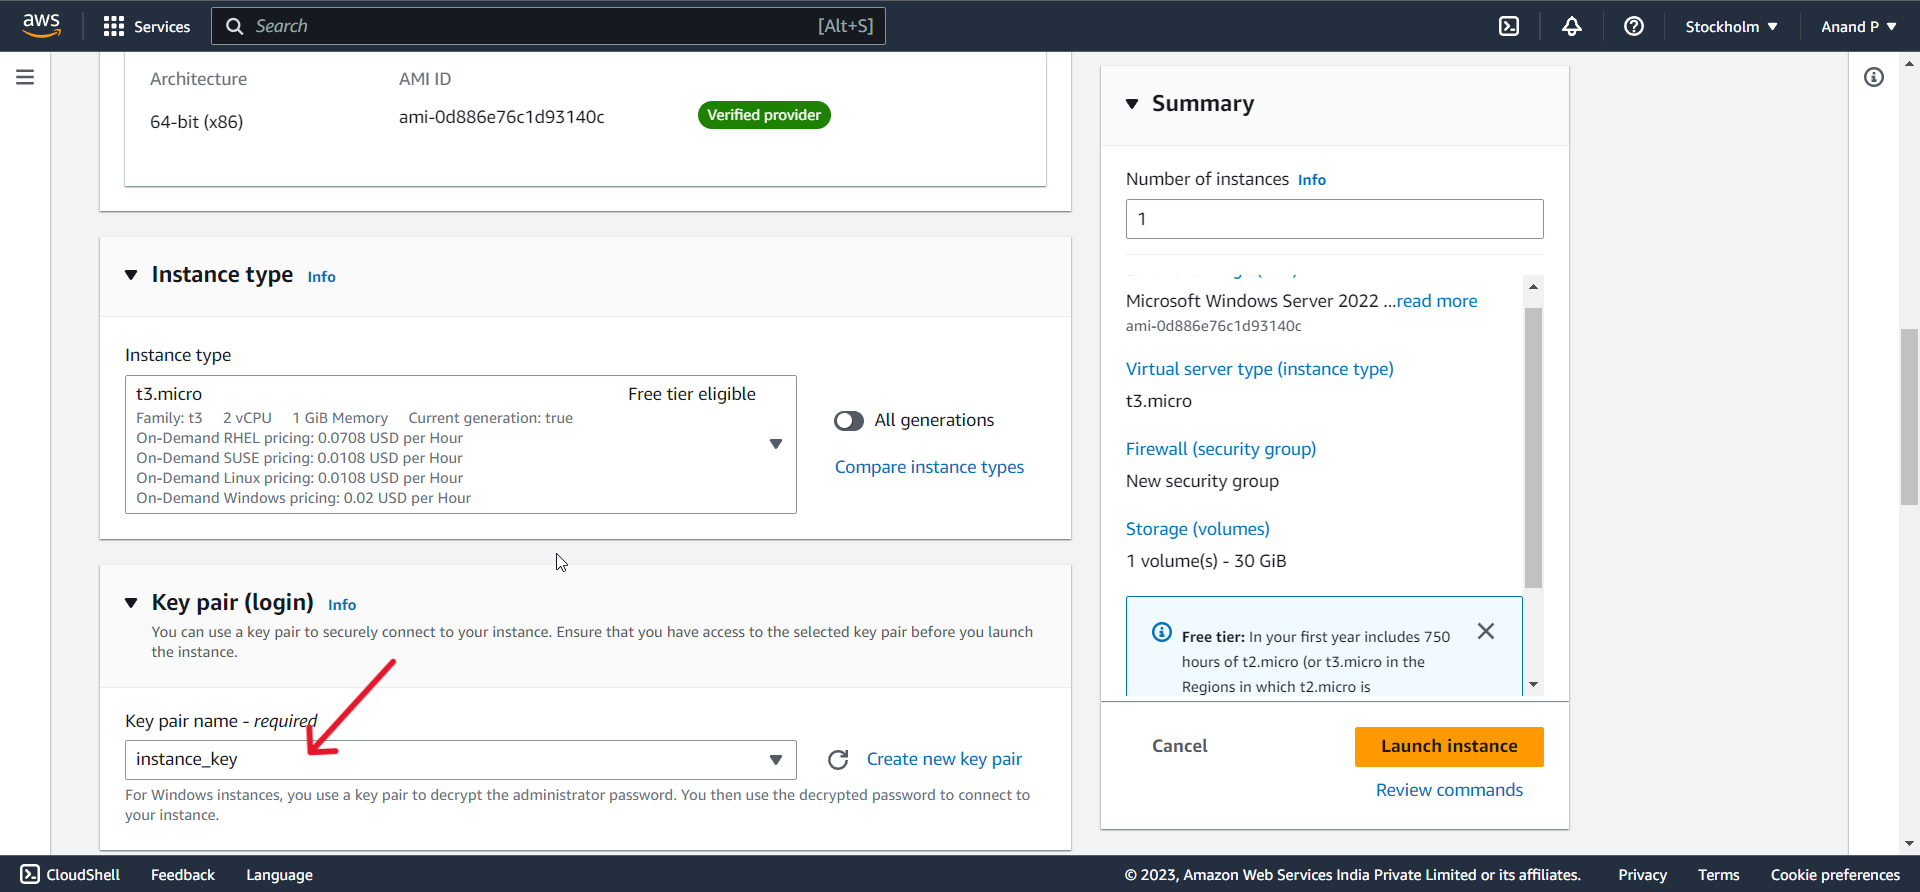 aws
Services
Search
[Alt+S]
Stockholm
Anand P
Architecture
AMI ID
64-bit (x86)
ami-0d886e76c1d93140c
Verified provider
Instance type Info
Instance type
t3.micro
Free tier eligible
Family: t3 2 vCPU 1 GiB Memory Current generation: true
On-Demand RHEL pricing: 0.0708 USD per Hour
On-Demand SUSE pricing: 0.0108 USD per Hour
On-Demand Linux pricing: 0.0108 USD per Hour
On-Demand Windows pricing: 0.02 USD per Hour
All generations
Compare instance types
Key pair (login) Info
You can use a key pair to securely connect to your instance. Ensure that you have access to the selected key pair before you launch
the instance.
Key pair name - required
instance_key
Create new key pair
For Windows instances, you use a key pair to decrypt the administrator password. You then use the decrypted password to connect to
your instance.
Summary
Number of instances Info
1
Microsoft Windows Server 2022 ...read more
ami-0d886e76c1d93140c
Virtual server type (instance type)
t3.micro
Firewall (security group)
New security group
Storage (volumes)
1 volume(s) - 30 GiB
Free tier: In your first year includes 750
hours of t2.micro (or t3.micro in the
Regions in which t2.micro is
Cancel
Launch instance
Review commands
CloudShell
Feedback
Language
© 2023, Amazon Web Services India Private Limited or its affiliates.
Privacy
Terms
Cookie preferences